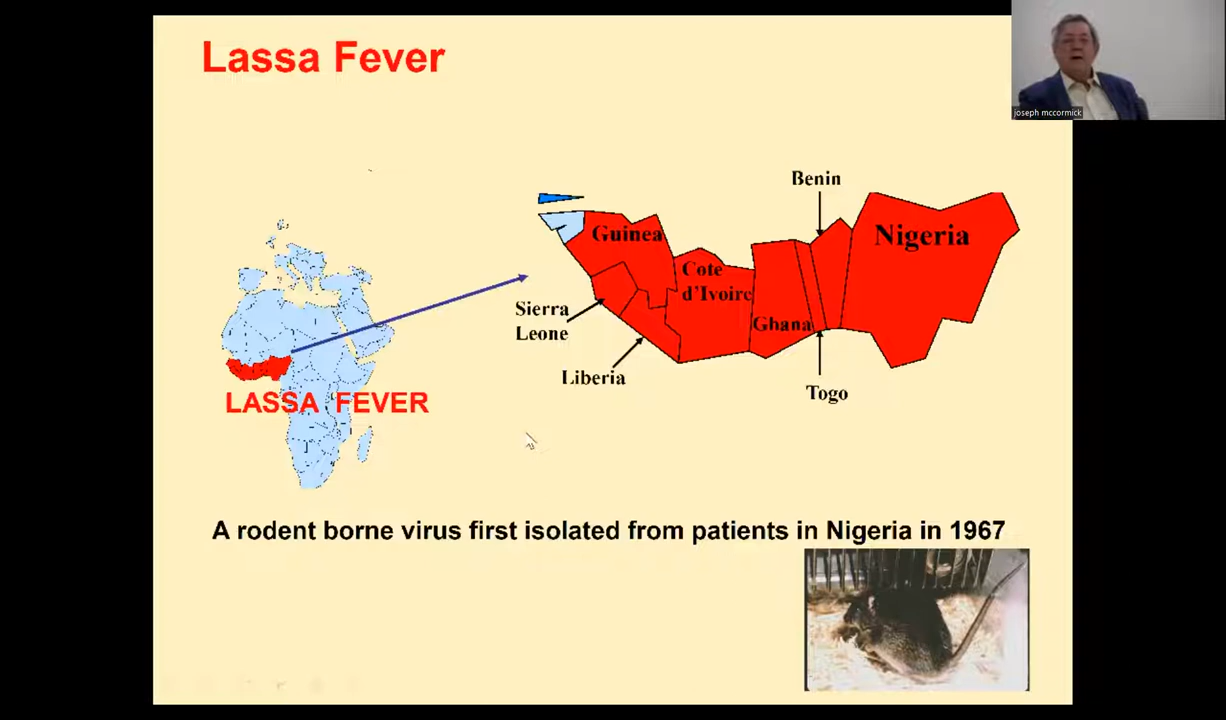 Lassa Fever
joseph mccormick
Benin
Guinea
Nigeria
Cote
d'Ivoire
Sierra
Leone
Ghana
Liberia
Togo
LASSA FEVER
A rodent borne virus first isolated from patients in Nigeria in 1967